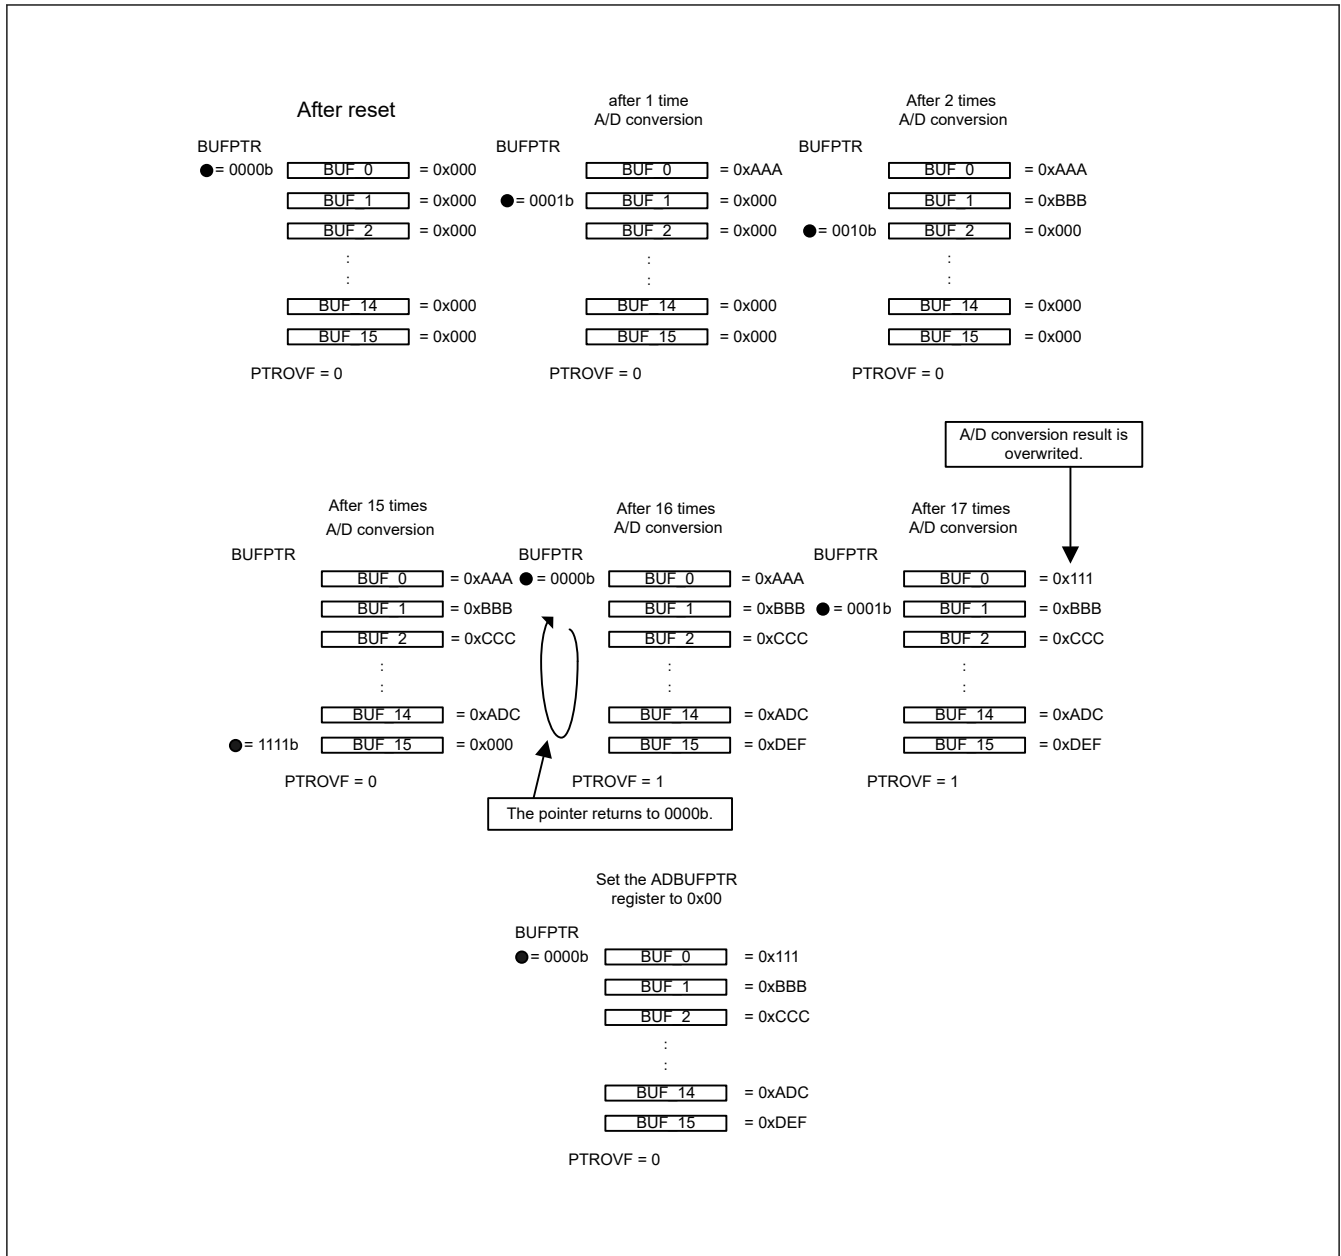 After reset
BUFPTR
= 0000b BUF_0 = 0x000
BUF_1 = 0x000
BUF_2 = 0x000
:
:
BUF_14 = 0x000
BUF_15 = 0x000
PTROVF = 0
after 1 time
A/D conversion
BUFPTR
BUF_0 = 0xAAA
= 0001b BUF_1 = 0x000
BUF_2 = 0x000
:
:
BUF_14 = 0x000
BUF_15 = 0x000
PTROVF = 0
After 2 times
A/D conversion
BUFPTR
BUF_0 = 0xAAA
BUF_1 = 0xBBB
= 0010b BUF_2 = 0x000
:
:
BUF_14 = 0x000
BUF_15 = 0x000
PTROVF = 0
After 15 times
A/D conversion
BUFPTR
BUF_0 = 0xAAA
BUF_1 = 0xBBB
BUF_2 = 0xCCC
:
:
BUF_14 = 0xADC
= 1111b BUF_15 = 0x000
PTROVF = 0
After 16 times
A/D conversion
BUFPTR
= 0000b BUF_0 = 0xAAA
BUF_1 = 0xBBB
BUF_2 = 0xCCC
:
:
BUF_14 = 0xADC
BUF_15 = 0xDEF
PTROVF = 1
The pointer returns to 0000b.
A/D conversion result is
overwrited.
After 17 times
A/D conversion
BUFPTR
BUF_0 = 0x111
= 0001b BUF_1 = 0xBBB
BUF_2 = 0xCCC
:
:
BUF_14 = 0xADC
BUF_15 = 0xDEF
PTROVF = 1
Set the ADBUFPTR
register to 0x00
BUFPTR
= 0000b BUF_0 = 0x111
BUF_1 = 0xBBB
BUF_2 = 0xCCC
:
:
BUF_14 = 0xADC
BUF_15 = 0xDEF
PTROVF = 0